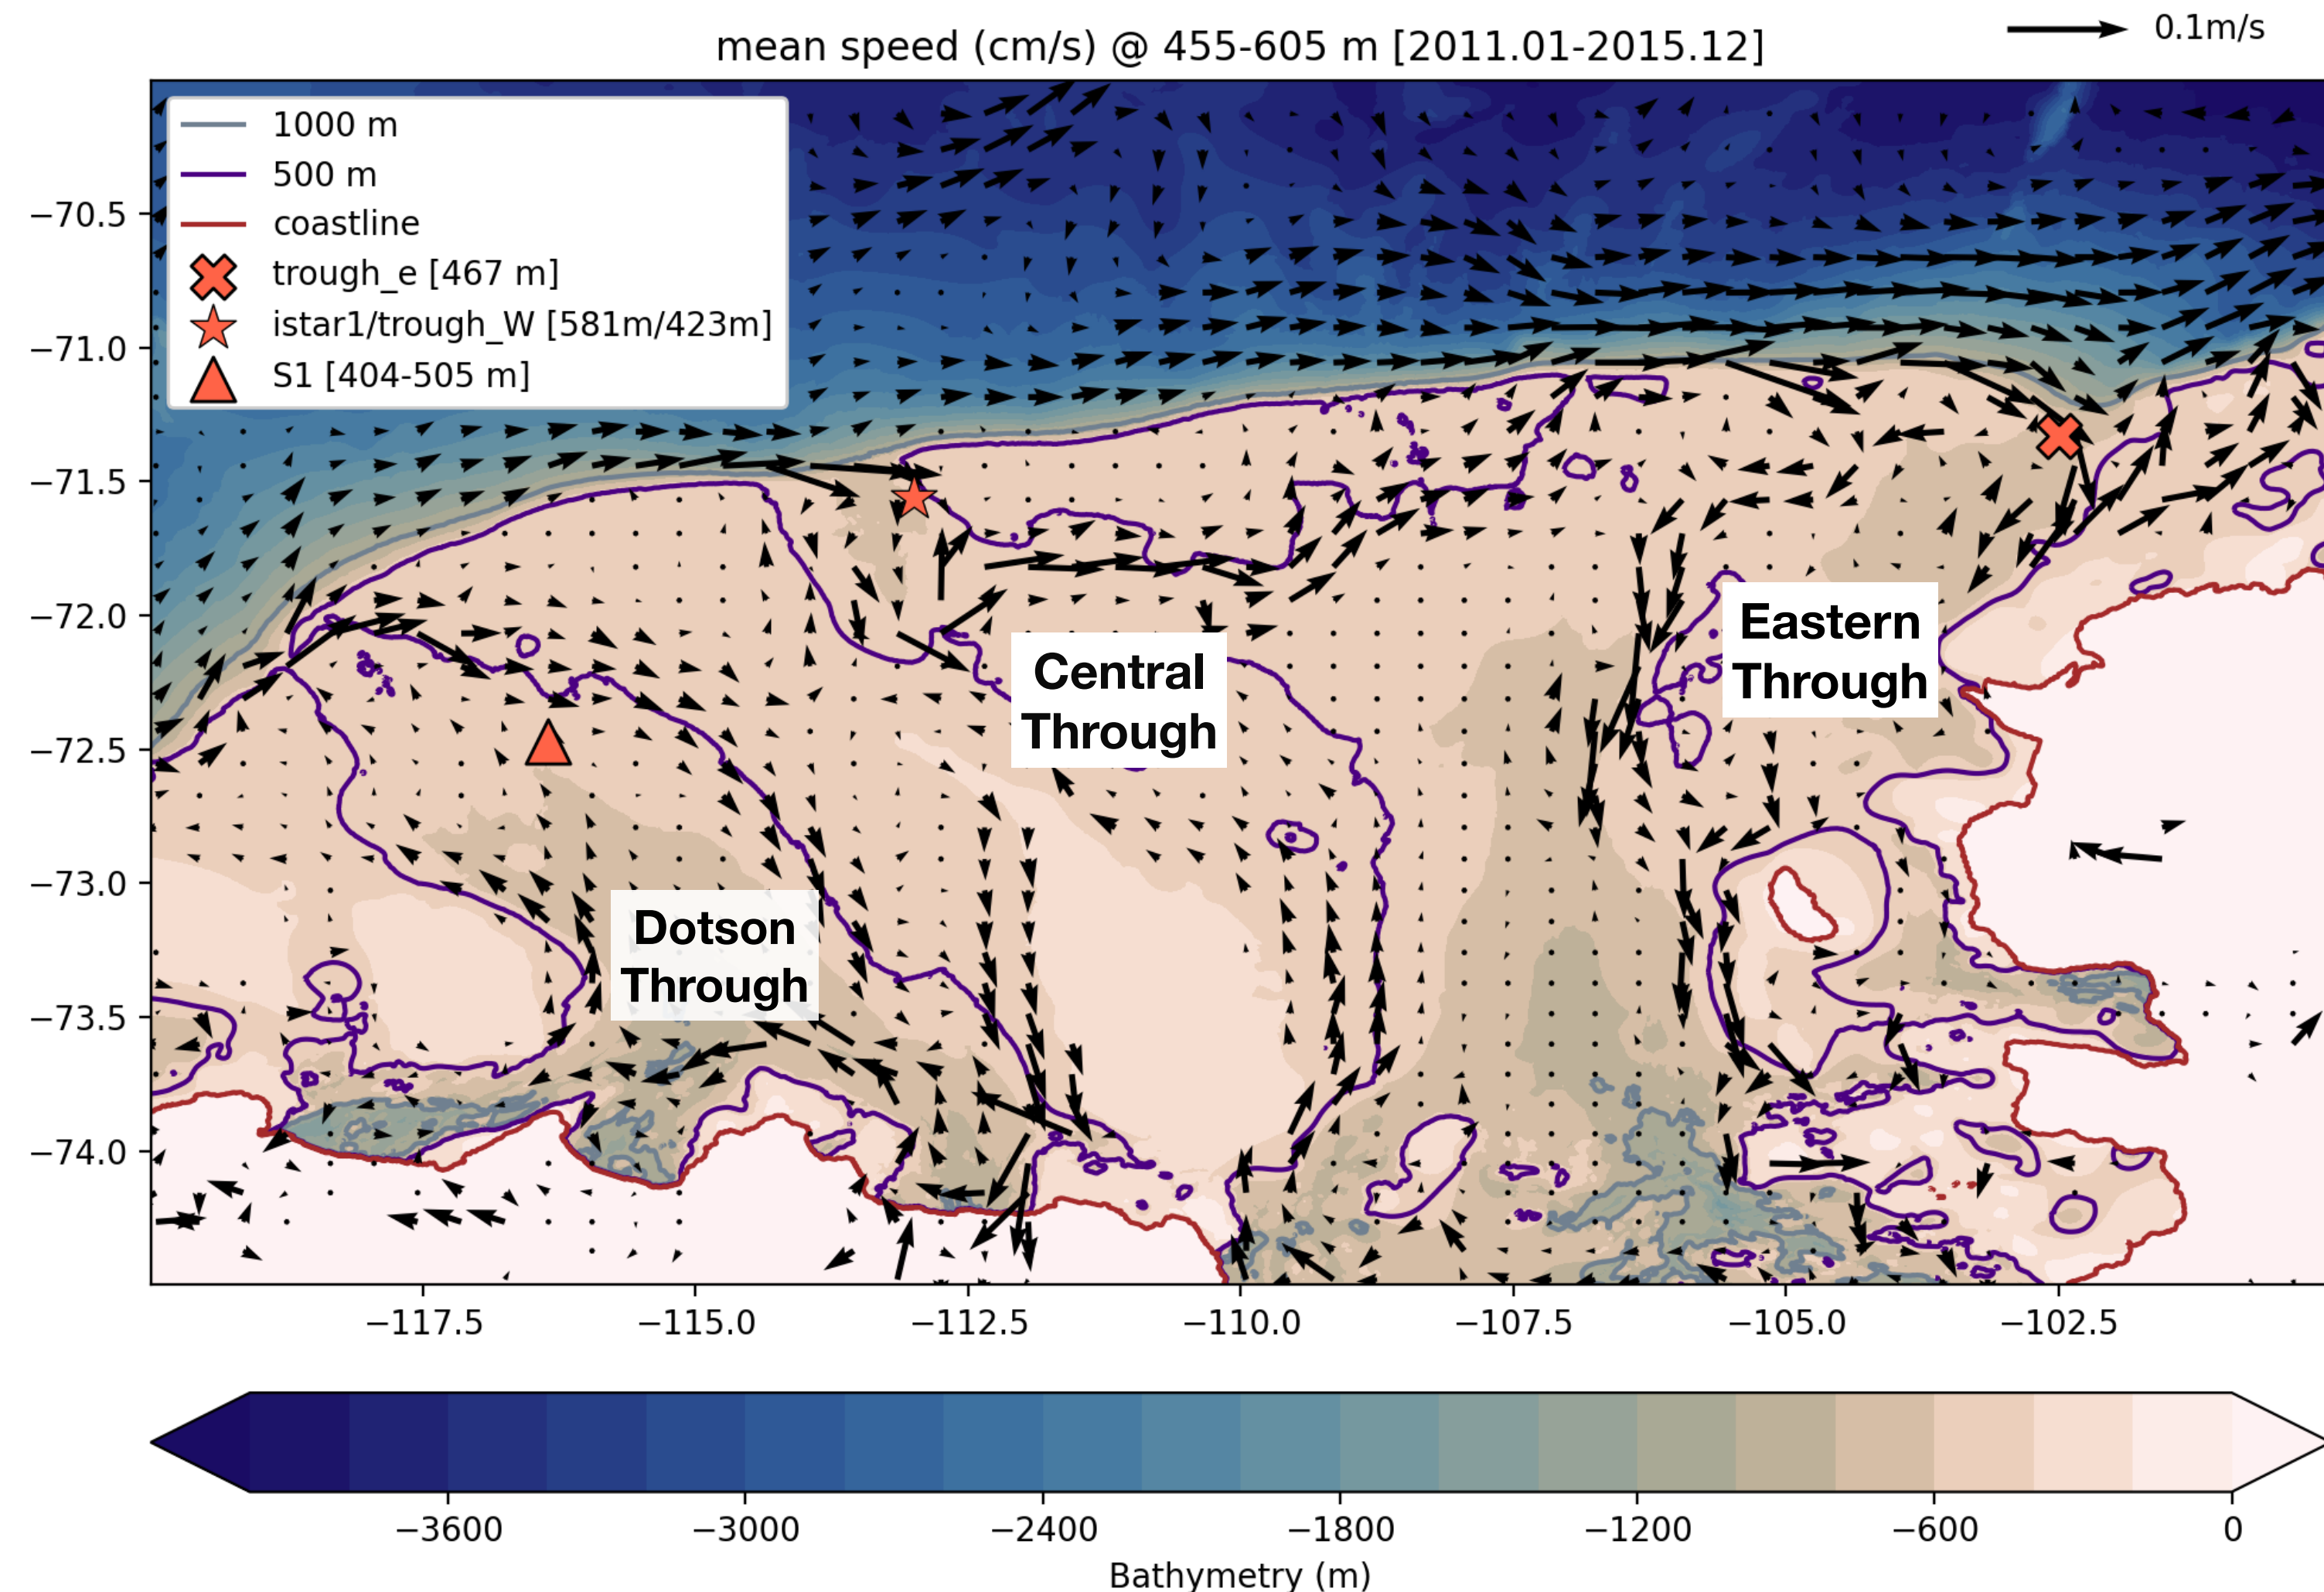 0.1m/s
mean speed (cm/s) @ 455-605 m [2011.01-2015.12]
1000 m
500 m
coastline
trough_e [467 m]
istar1/trough_W [581m/423m]
S1 [404-505 m]
−70.5
−71.0
−71.5
−72.0
−72.5
−73.0
−73.5
−74.0
Eastern
Through
Central
Through
Dotson
Through
−117.5 −115.0 −112.5 −110.0 −107.5 −105.0 −102.5
−3600 −3000 −2400 −1800 −1200 −600 0
Bathymetry (m)